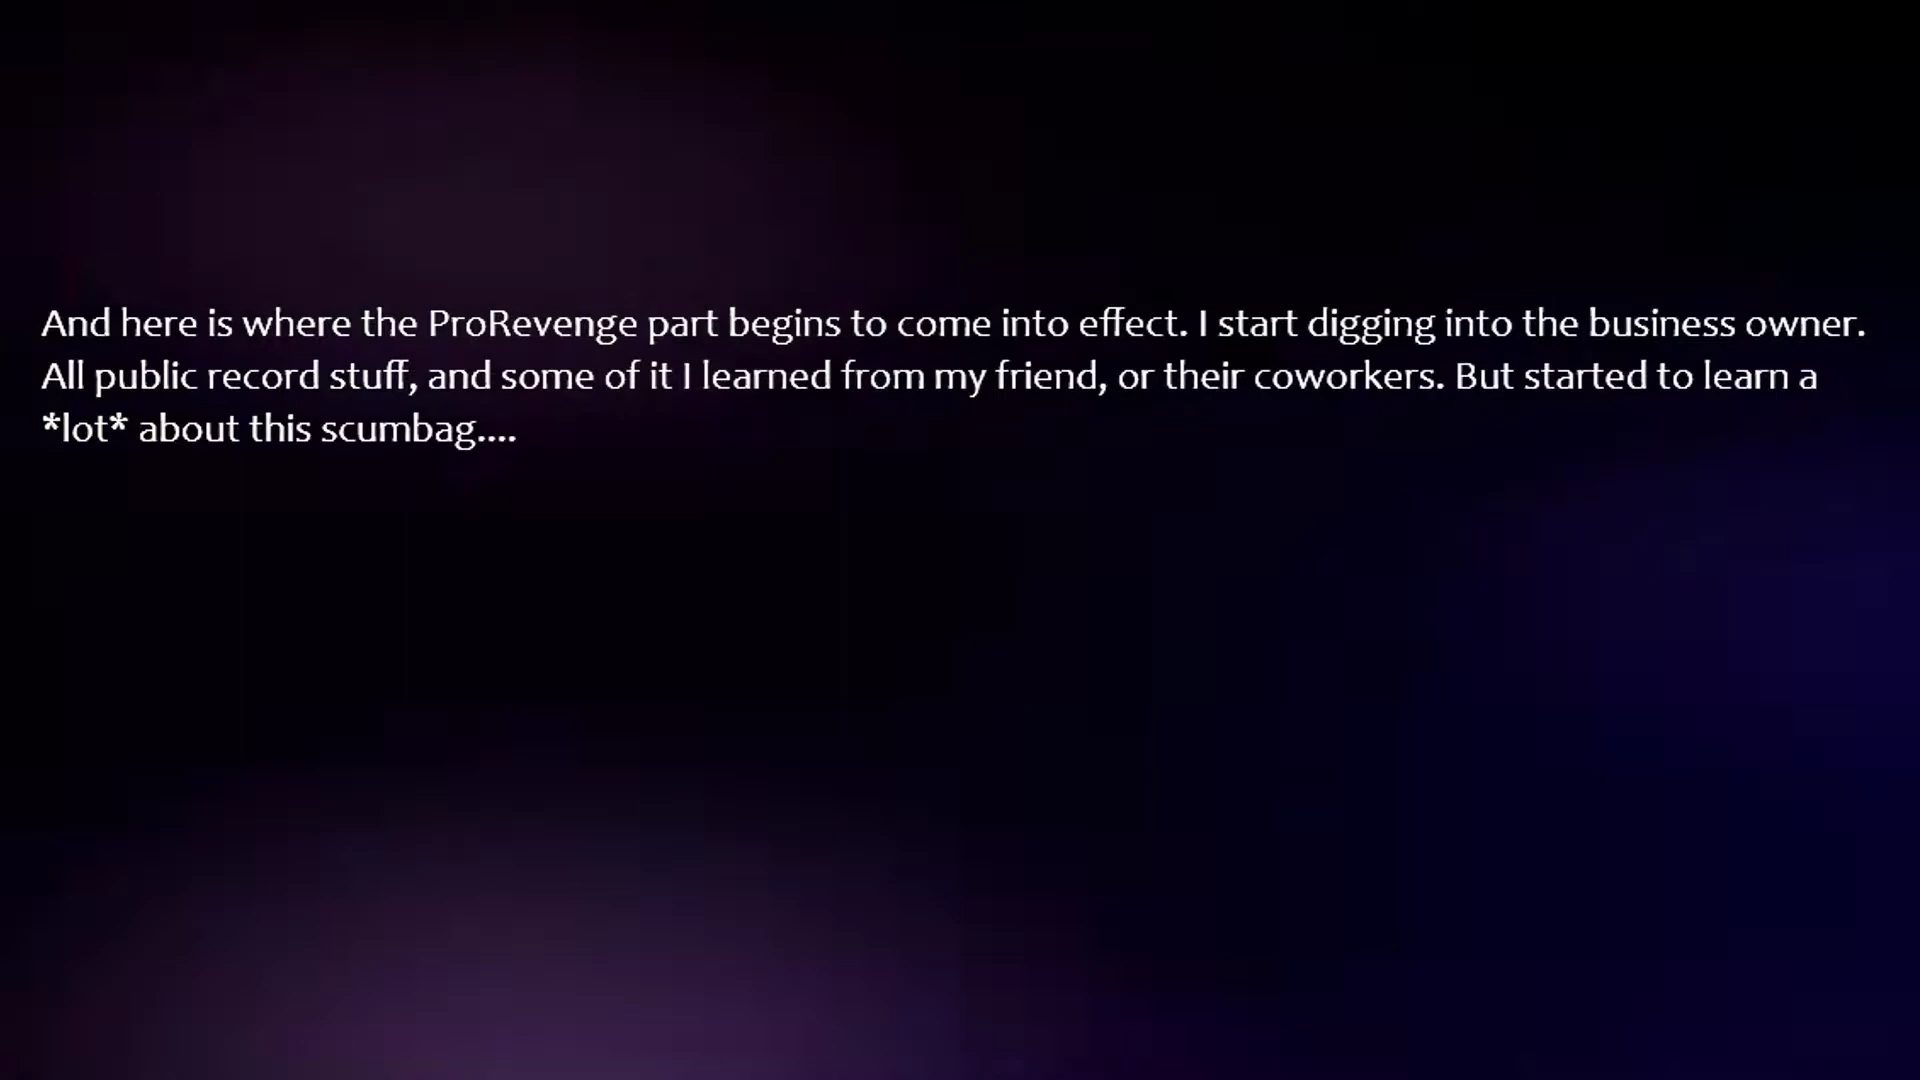 And here is where the ProRevenge part begins to come into effect. I start digging into the business owner.
All public record stuff, and some of it I learned from my friend, or their coworkers. But started to learn a
*lot* about this scumbag....